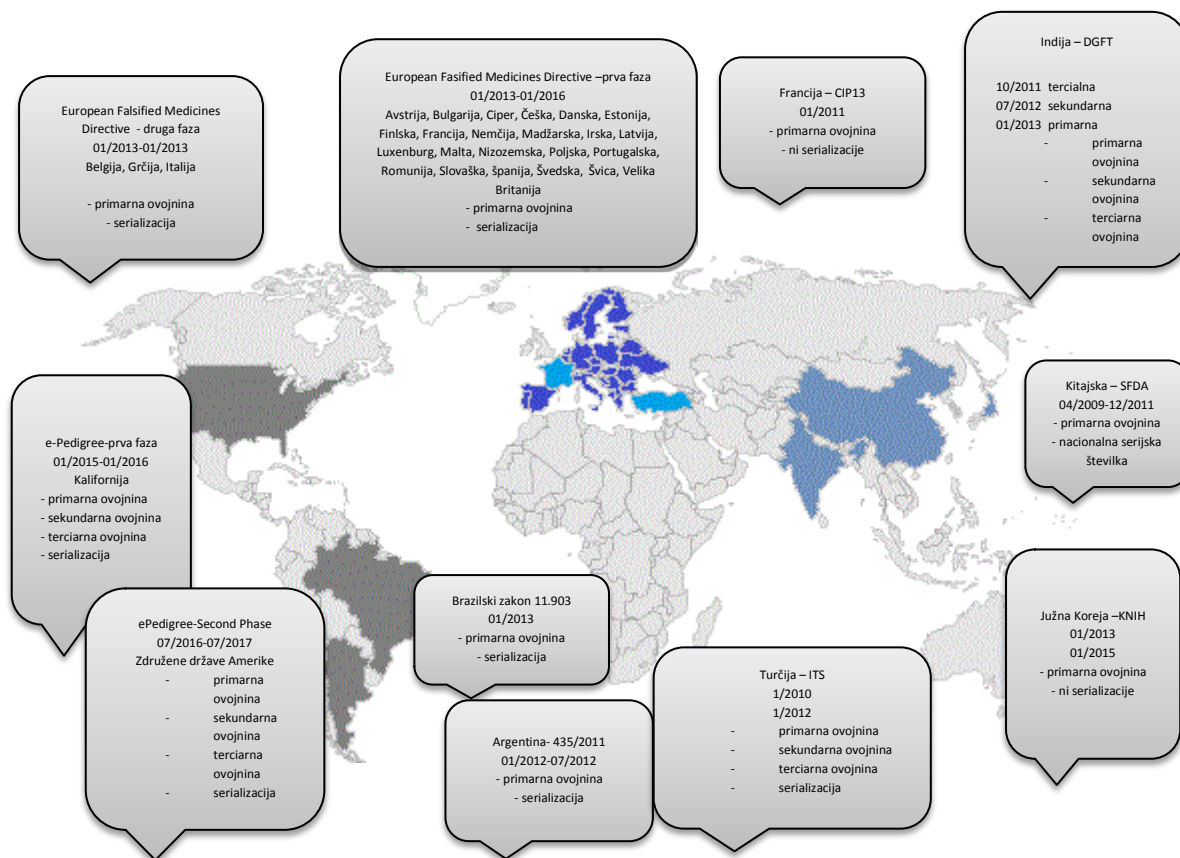 European Falsified Medicines
Directive - druga faza
01/2013-01/2013
Belgija, Grčija, Italija
- primarna ovojnina
- serializacija
European Fasified Medicines Directive –prva faza
01/2013-01/2016
Avstrija, Bulgarija, Ciper, Češka, Danska, Estonija,
Finlska, Francija, Nemčija, Madžarska, Irska, Latvija,
Luxenburg, Malta, Nizozemska, Poljska, Portugalska,
Romunija, Slovaška, španija, Švedska, Švica, Velika
Britanija
- primarna ovojnina
- serializacija
Francija – CIP13
01/2011
- primarna ovojnina
- ni serializacije
Indija – DGFT
10/2011 tercialna
07/2012 sekundarna
01/2013 primarna
- primarna
ovojnina
- sekundarna
ovojnina
- terciarna
ovojnina
e-Pedigree-prva faza
01/2015-01/2016
Kalifornija
- primarna ovojnina
- sekundarna ovojnina
- terciarna ovojnina
- serializacija
Kitajska – SFDA
04/2009-12/2011
- primarna ovojnina
- nacionalna serijska
številka
ePedigree-Second Phase
07/2016-07/2017
Združene države Amerike
- primarna
ovojnina
- sekundarna
ovojnina
- terciarna
ovojnina
- serializacija
Brazilski zakon 11.903
01/2013
- primarna ovojnina
- serializacija
Argentina- 435/2011
01/2012-07/2012
- primarna ovojnina
- serializacija
Turčija – ITS
1/2010
1/2012
- primarna ovojnina
- sekundarna ovojnina
- terciarna ovojnina
- serializacija
Južna Koreja –KNIH
01/2013
01/2015
- primarna ovojnina
- ni serializacije